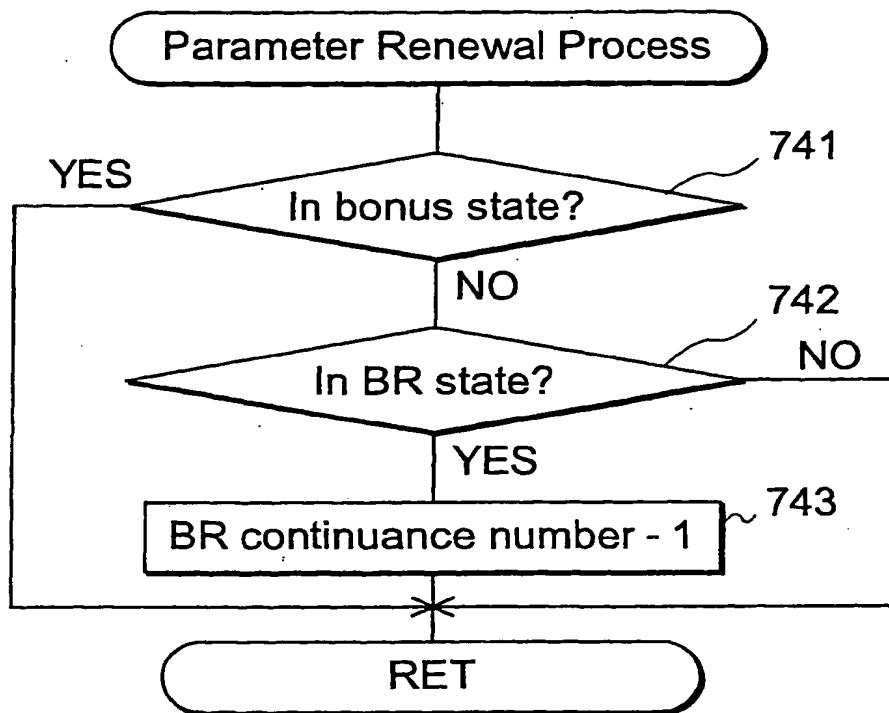 Parameter Renewal Process
741
YES
In bonus state?
NO
742
NO
In BR state?
YES
743
BR continuance number - 1
RET